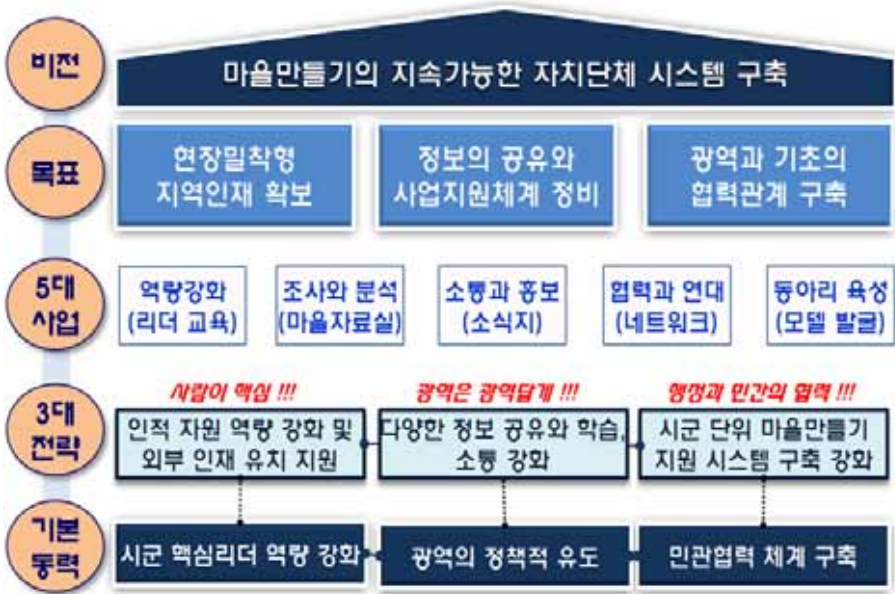 비전
마을만들기의 지속가능한 자치단체 시스템 구축
목표
현장밀착형
지역인재 확보
정보의 공유와
사업지원체계 정비
광역과 기초의
협력관계 구축
5대
사업
역량강화
(리더 교육)
조사와 분석
(마을자료실)
소통과 홍보
(소식지)
협력과 연대
(네트워크)
동아리 육성
(모델 발굴)
3대
전략
사람이 핵심 !!!
인적 자원 역량 강화 및
외부 인재 유치 지원
광역은 광역답게 !!!
다양한 정보 공유와 학습,
소통 강화
행정과 민간의 협력 !!!
시군 단위 마을만들기
지원 시스템 구축 강화
기본
동력
시군 핵심리더 역량 강화
광역의 정책적 유도
민관협력 체계 구축